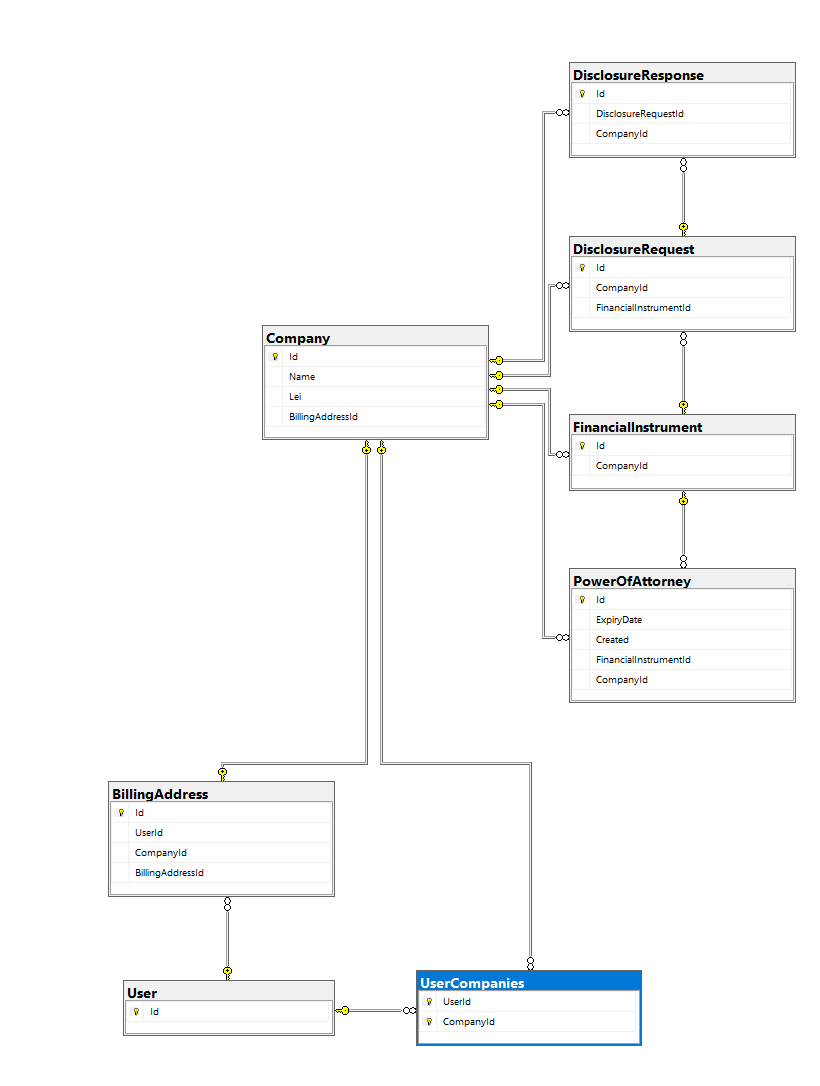 DisclosureResponse
Id
DisclosureRequestId
CompanyId
DisclosureRequest
Id
CompanyId
FinancialInstrumentId
Company
Id
Name
Lei
BillingAddressId
FinancialInstrument
Id
CompanyId
PowerOfAttorney
Id
ExpiryDate
Created
FinancialInstrumentId
CompanyId
BillingAddress
Id
UserId
CompanyId
BillingAddressId
User
Id
UserCompanies
UserId
CompanyId